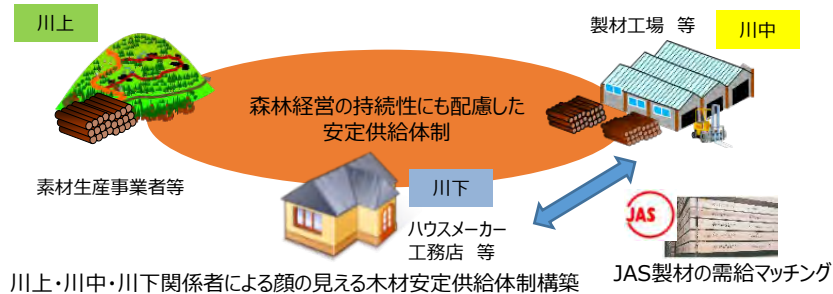 川上
製材工場 等
川中
森林経営の持続性にも配慮した
安定供給体制
素材生産事業者等
川下
ハウスメーカー
工務店 等
JAS
川上・川中・川下関係者による顔の見える木材安定供給体制構築
JAS製材の需給マッチング